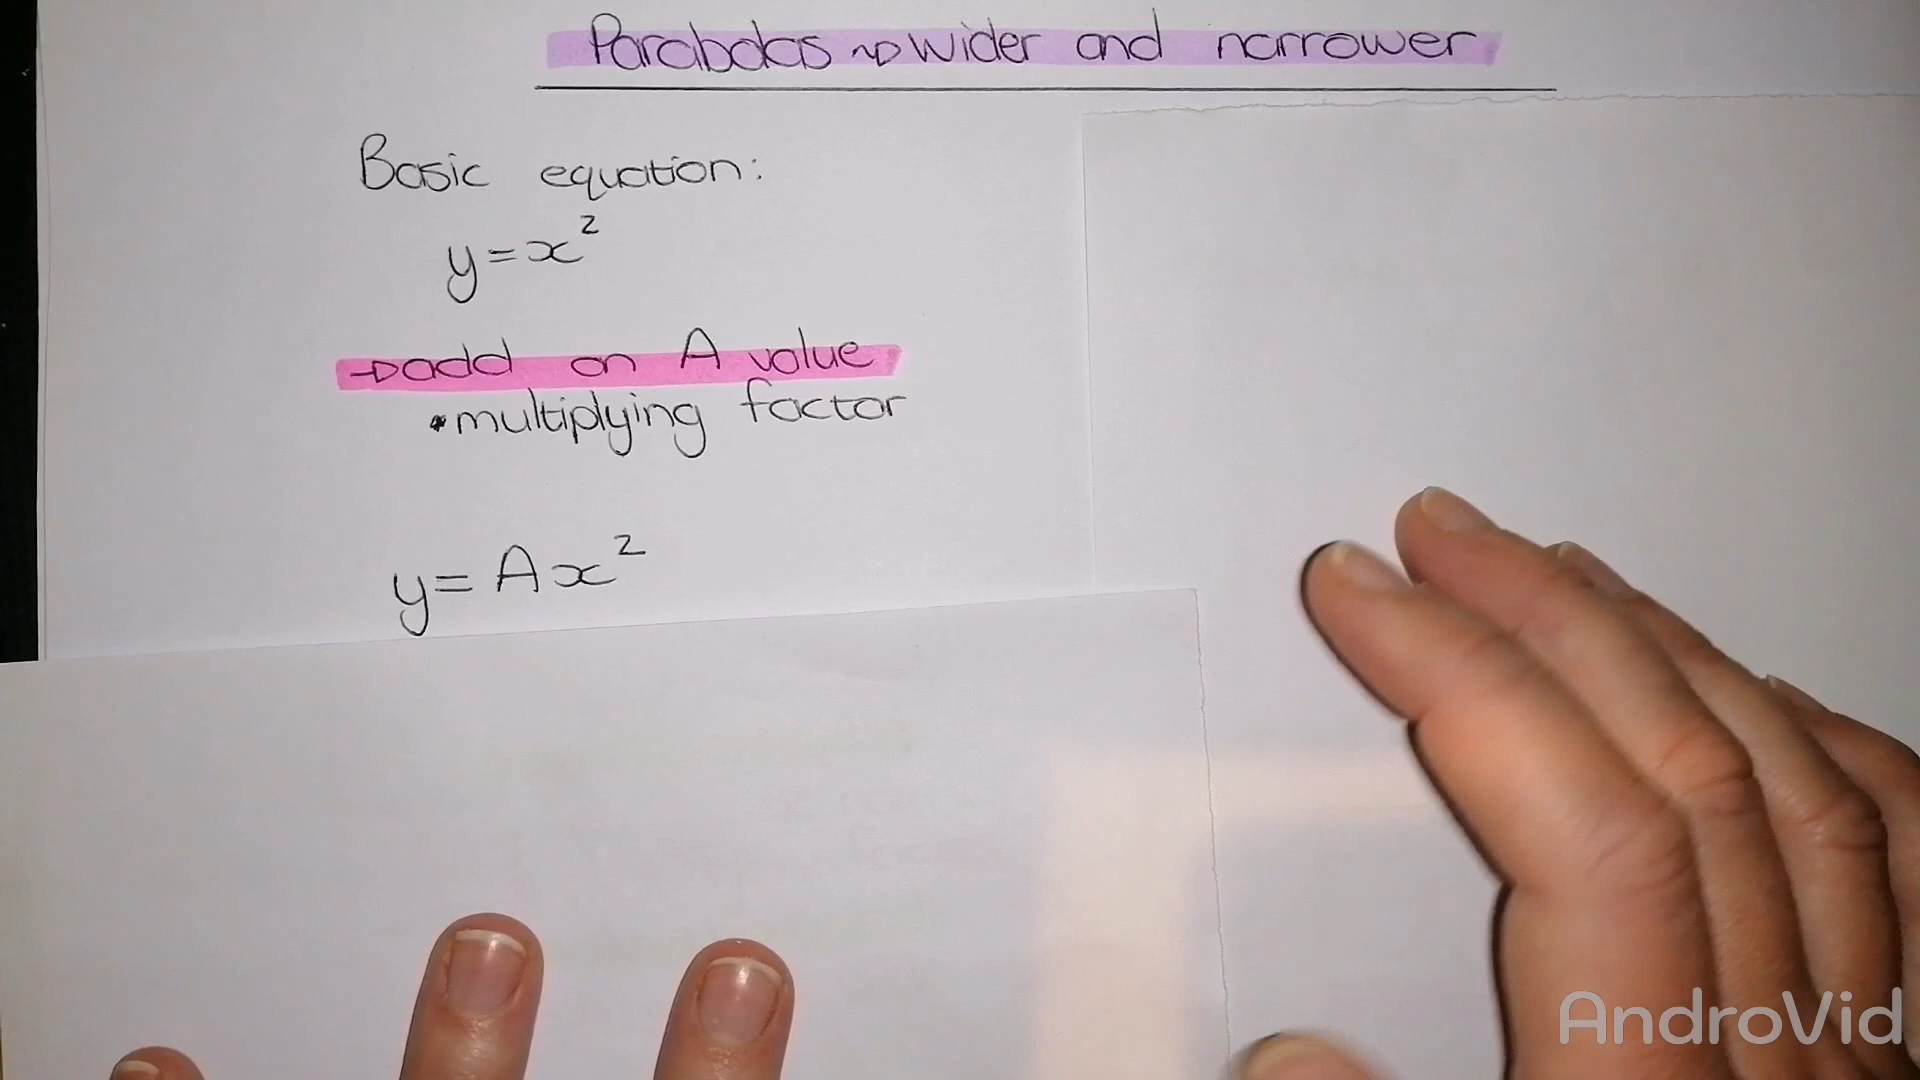 Parabolas ⇝ wider and narrower
Basic equation:
y=x²
→ add on A value
•multiplying factor
y= Ax²
AndroVid